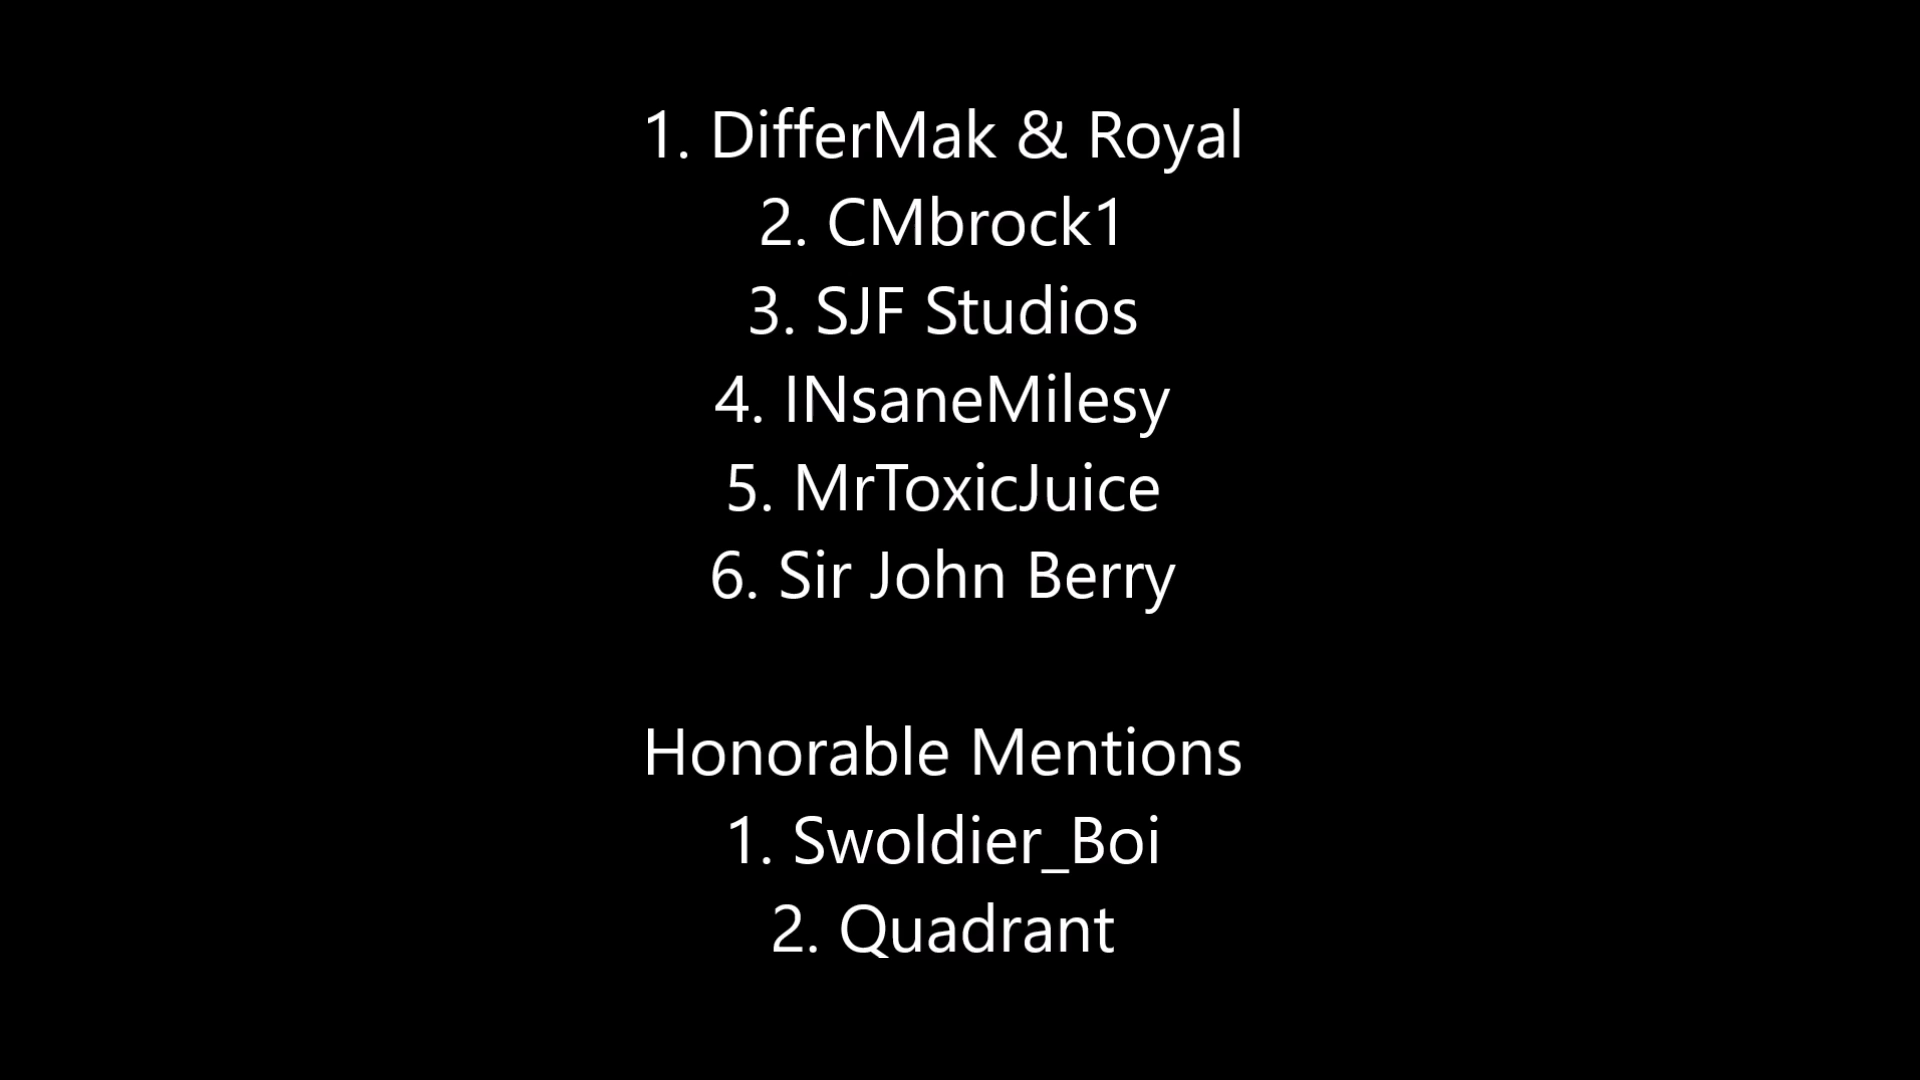 1. DifferMak & Royal
2. CMbrock1
3. SJF Studios
4. INsaneMilesy
5. MrToxicJuice
6. Sir John Berry
Honorable Mentions
1. Swoldier_Boi
2. Quadrant